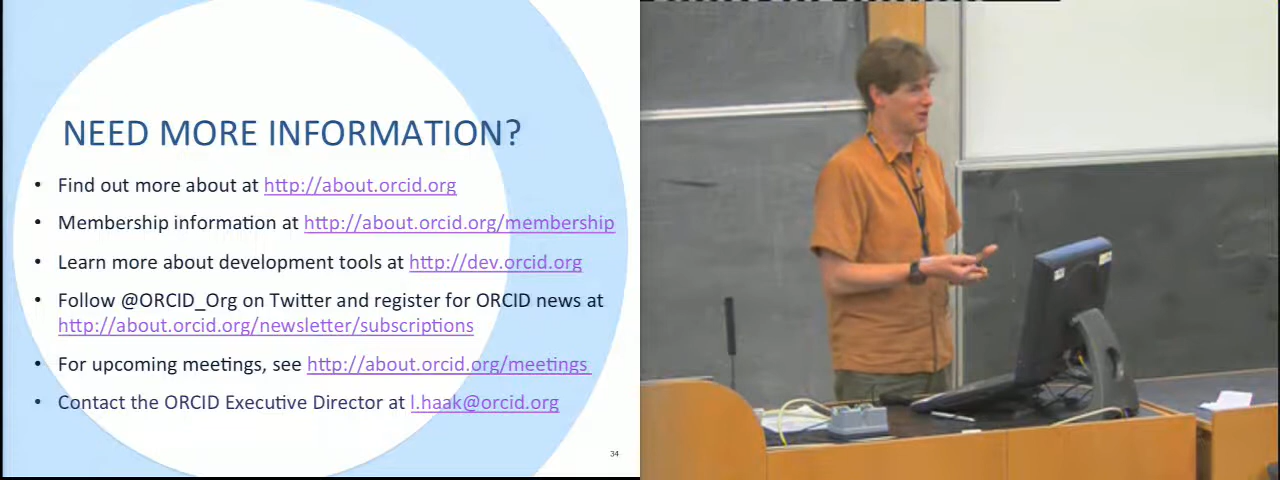 NEED MORE INFORMATION?
• Find out more about at http://about.orcid.org
• Membership information at http://about.orcid.org/membership
• Learn more about development tools at http://dev.orcid.org
• Follow @ORCID_Org on Twitter and register for ORCID news at
http://about.orcid.org/newsletter/subscriptions
• For upcoming meetings, see http://about.orcid.org/meetings
• Contact the ORCID Executive Director at l.haak@orcid.org
34